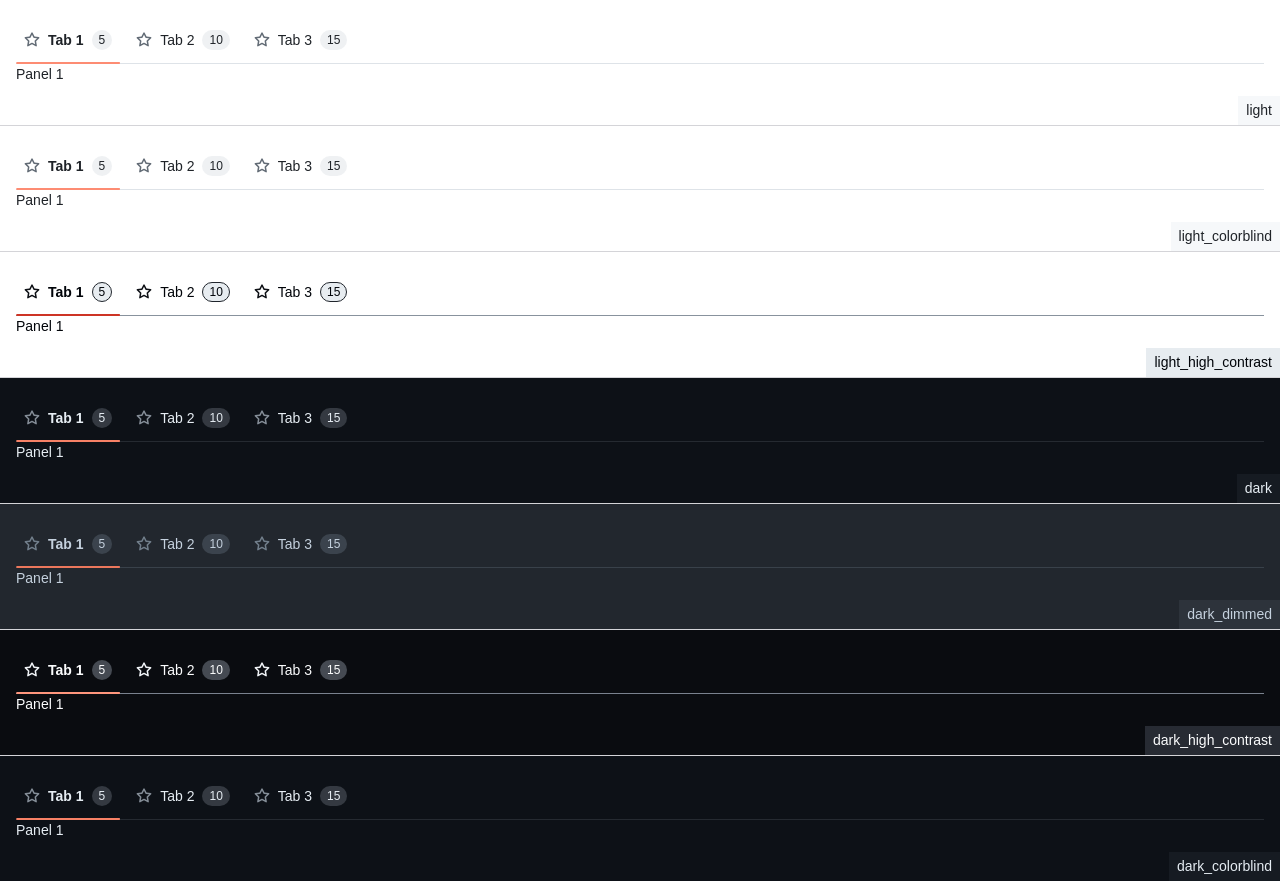 Tab 1 5 Tab 2 10 Tab 3 15
Panel 1
light
Tab 1 5 Tab 2 10 Tab 3 15
Panel 1
light_colorblind
Tab 1 5 Tab 2 10 Tab 3 15
Panel 1
light_high_contrast
Tab 1 5 Tab 2 10 Tab 3 15
Panel 1
dark
Tab 1 5 Tab 2 10 Tab 3 15
Panel 1
dark_dimmed
Tab 1 5 Tab 2 10 Tab 3 15
Panel 1
dark_high_contrast
Tab 1 5 Tab 2 10 Tab 3 15
Panel 1
dark_colorblind